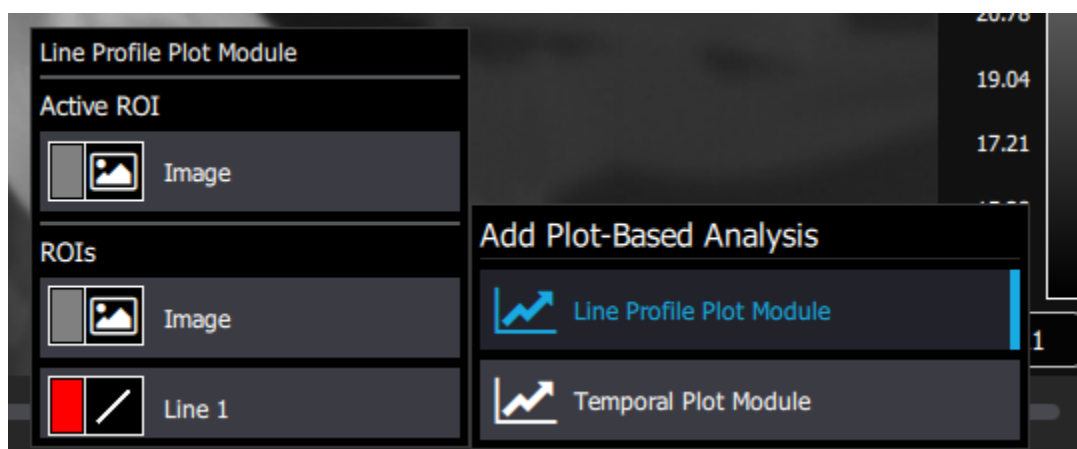 Line Profile Plot Module
Active ROI
Image
ROIs
Image
Line 1
Add Plot-Based Analysis
Line Profile Plot Module
Temporal Plot Module
20.78
19.04
17.21
1